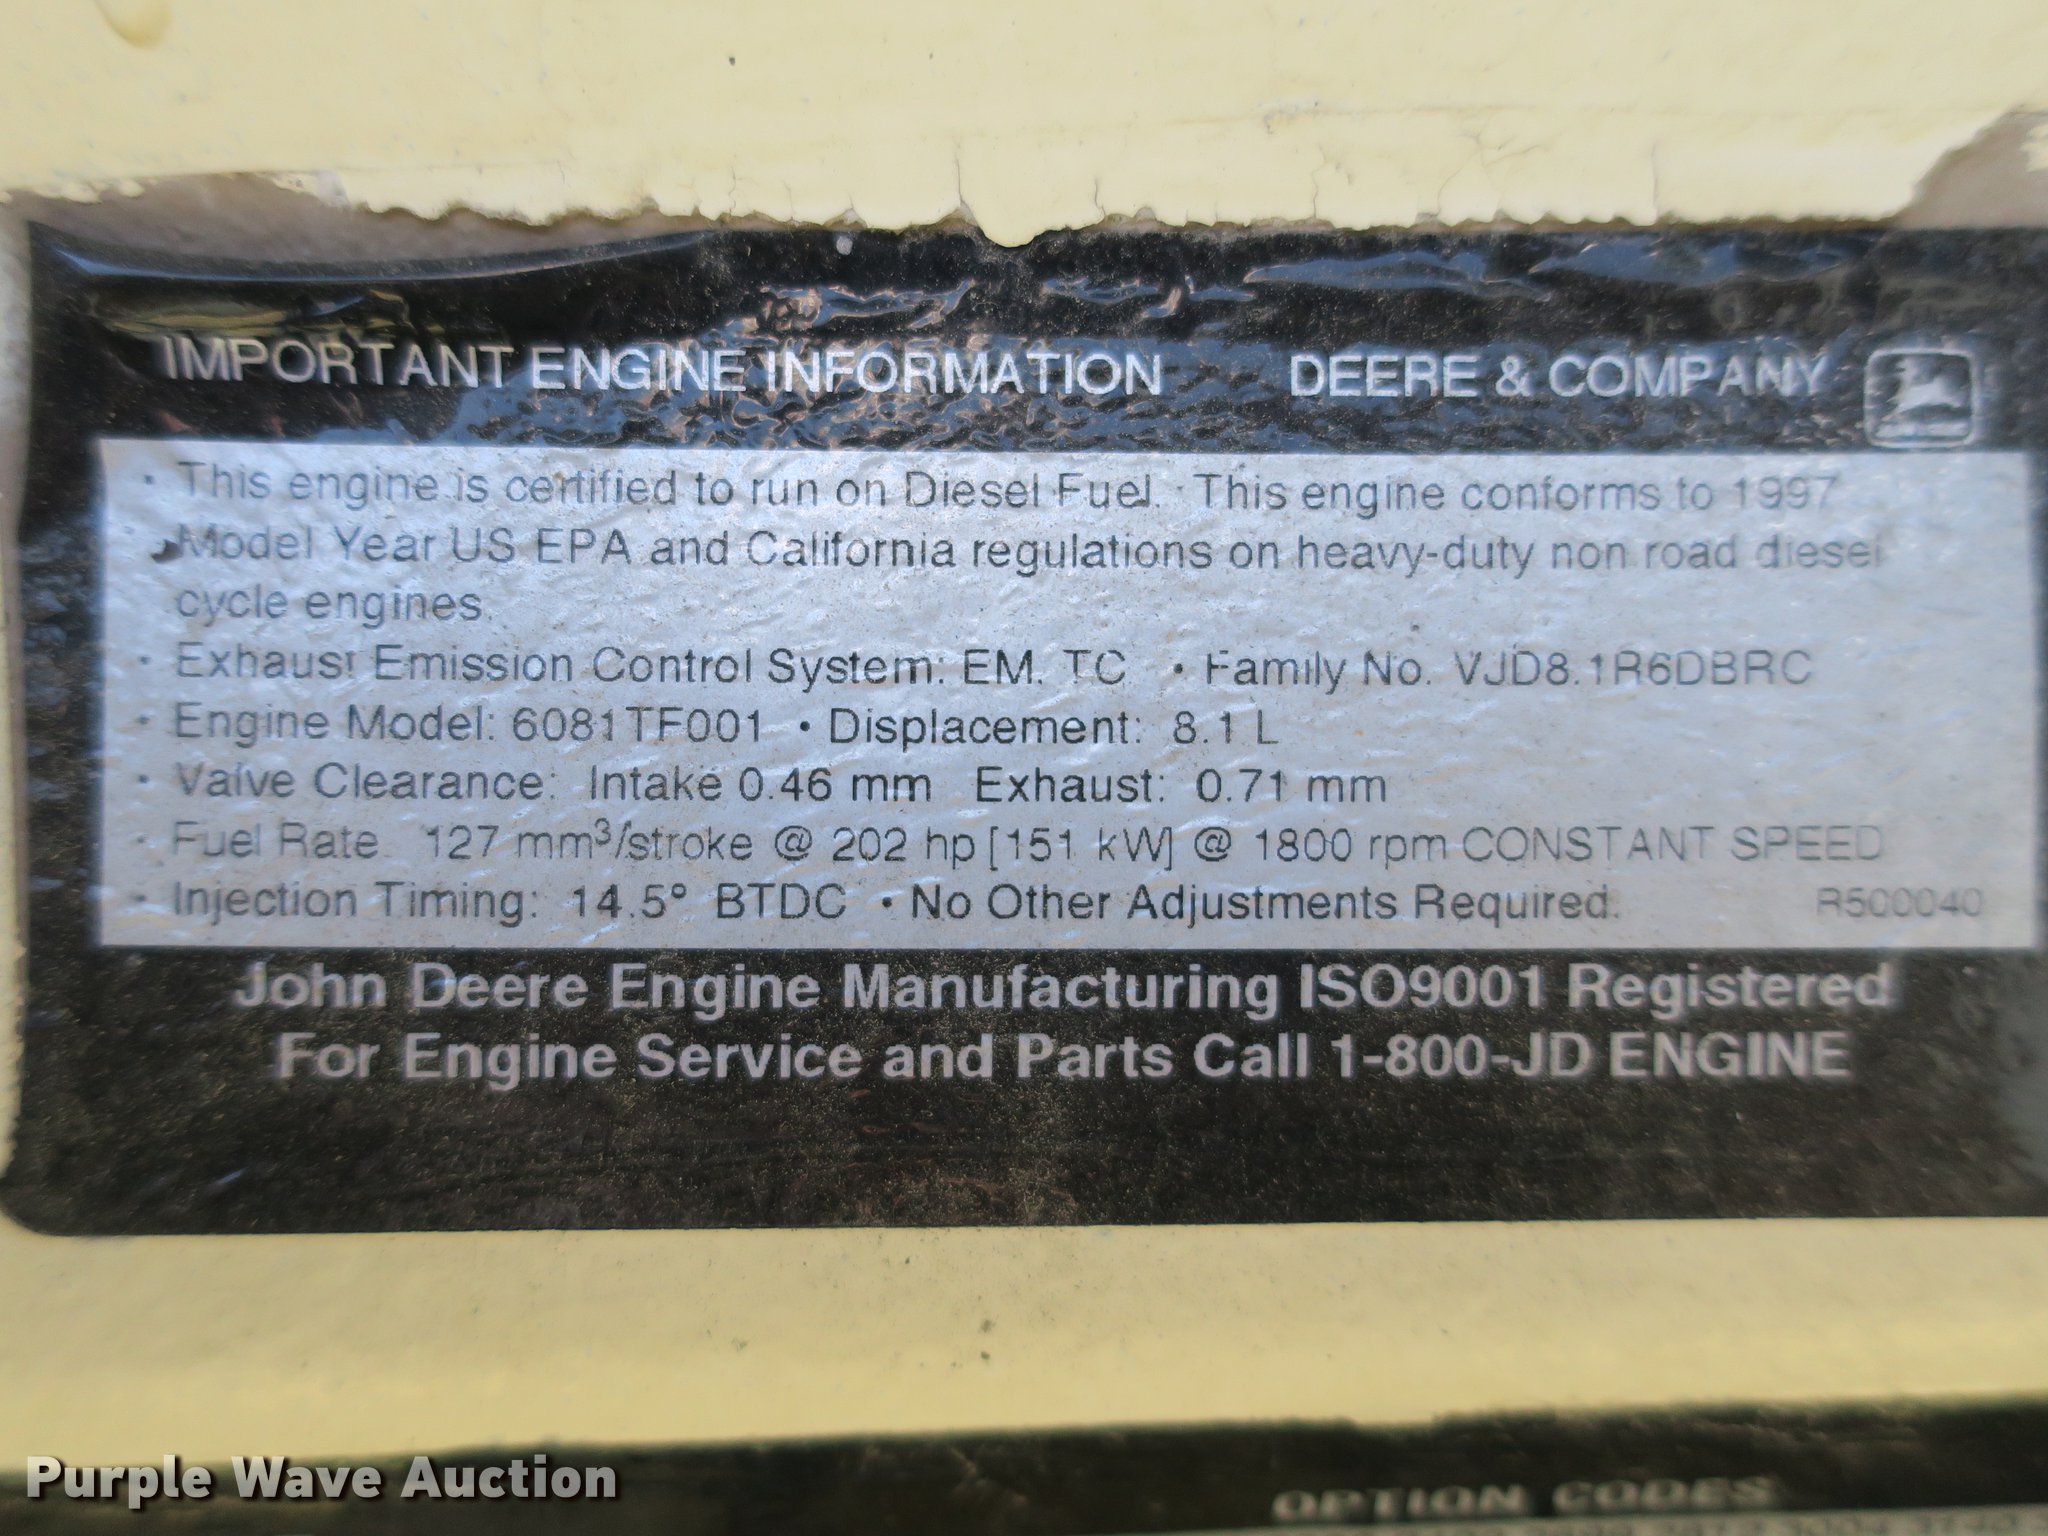 IMPORTANT ENGINE INFORMATION DEERE & COMPANY
• This engine is certified to run on Diesel Fuel. • This engine conforms to 1997
Model Year US EPA and California regulations on heavy-duty non road diesel
cycle engines.
• Exhaust Emission Control System: EM. TC • Family No. VJD8.1R6DBRC
• Engine Model: 6081TF001 • Displacement: 8.1 L
• Valve Clearance: Intake 0.46 mm Exhaust: 0.71 mm
• Fuel Rate 127 mm³/stroke @ 202 hp [151 kW] @ 1800 rpm CONSTANT SPEED
• Injection Timing: 14.5° BTDC • No Other Adjustments Required. R500040
John Deere Engine Manufacturing ISO9001 Registered
For Engine Service and Parts Call 1-800-JD ENGINE
Purple Wave Auction
OPTION CODES